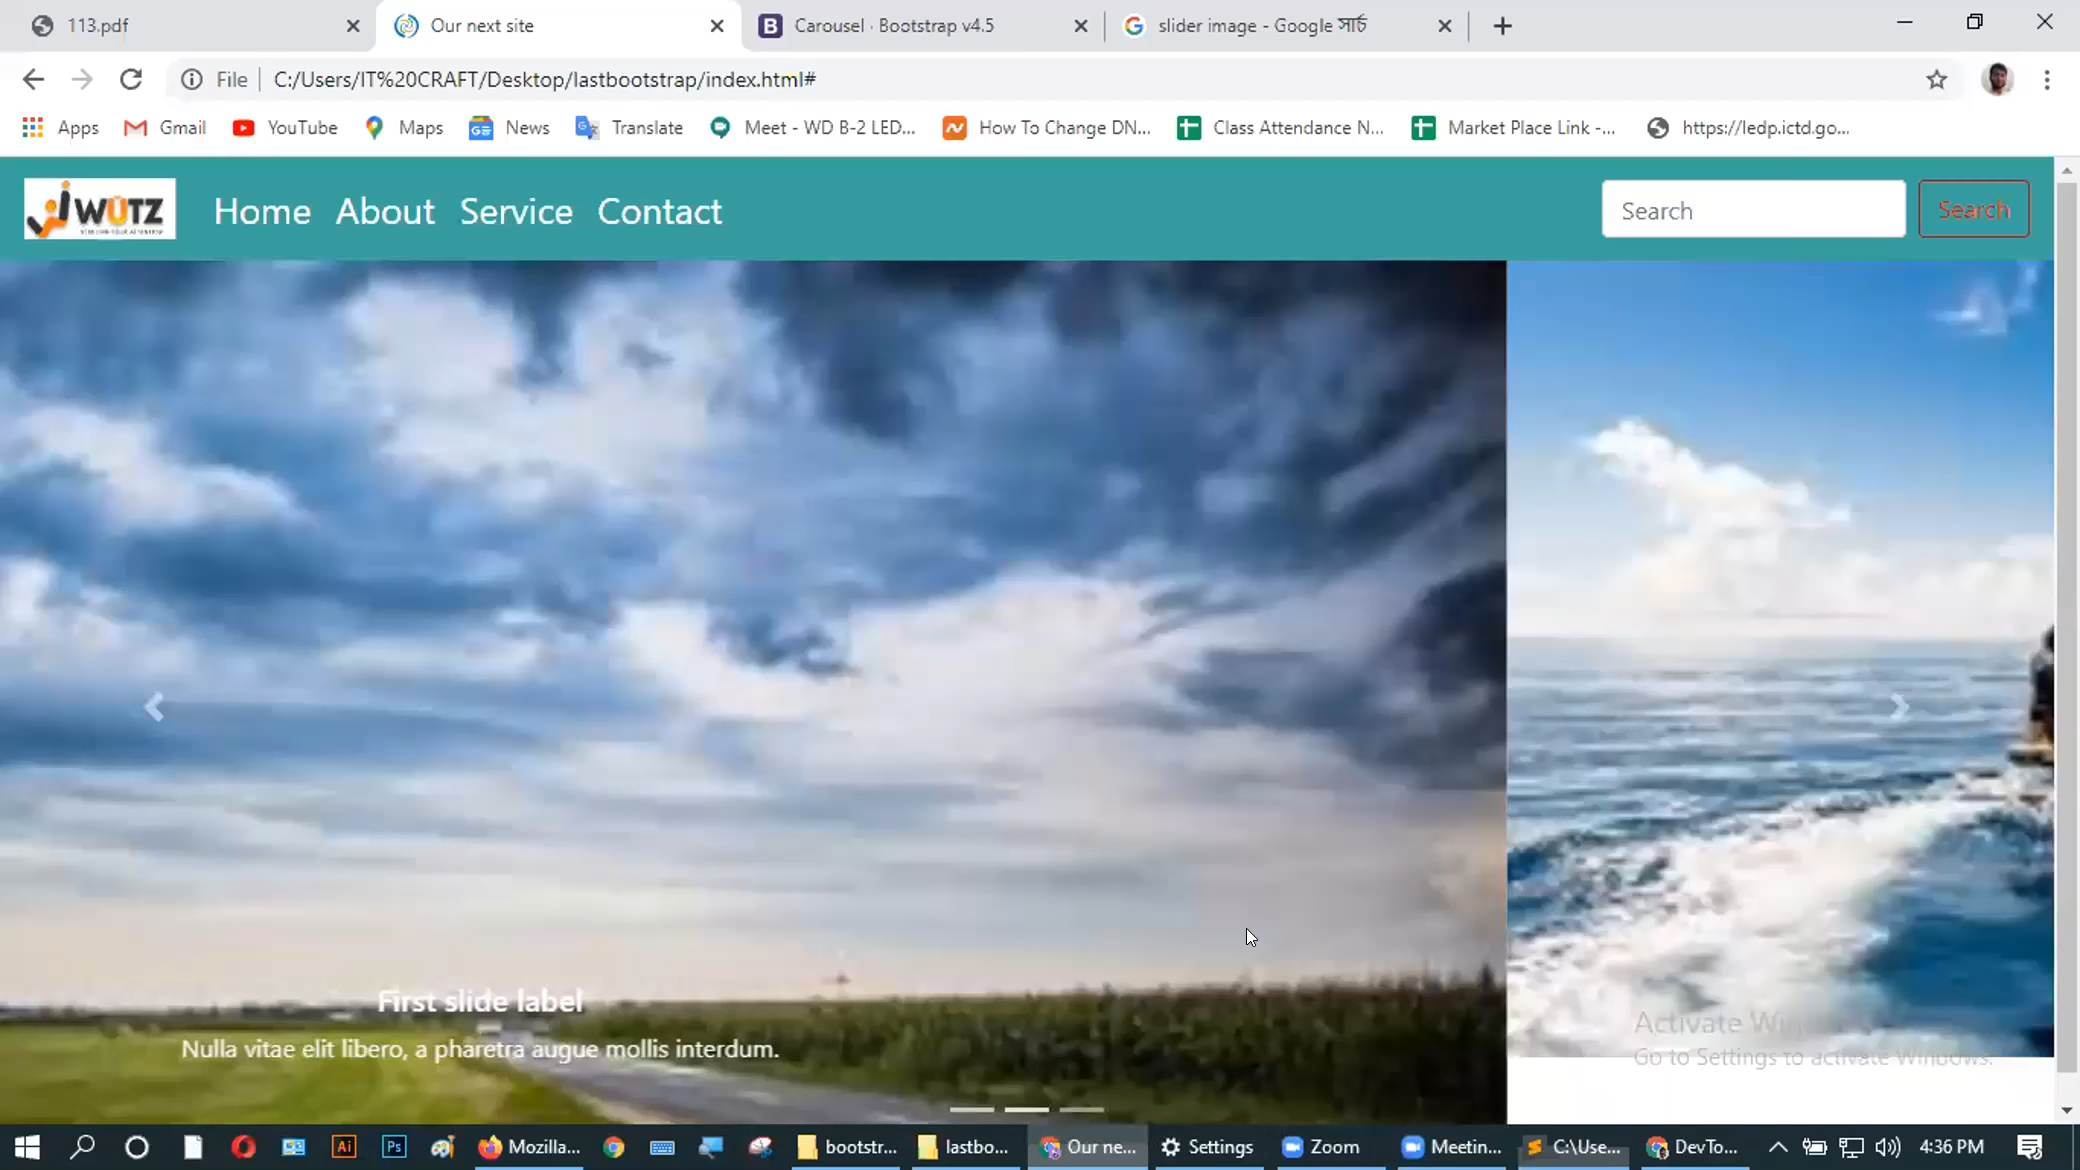 113.pdf
Our next site
Carousel · Bootstrap v4.5
slider image - Google সার্চ
File
C:/Users/IT%20CRAFT/Desktop/lastbootstrap/index.html#
Apps
Gmail
YouTube
Maps
News
Translate
Meet - WD B-2 LED...
How To Change DN...
Class Attendance N...
Market Place Link -...
https://ledp.ictd.go...
WUTZ
Home About Service Contact
Search
Search
First slide label
Nulla vitae elit libero, a pharetra augue mollis interdum.
Go to Settings to activate Windows.
Mozilla...
bootstr...
lastbo...
Our ne...
Settings
Zoom
Meetin...
C:\Use...
DevTo...
4:36 PM